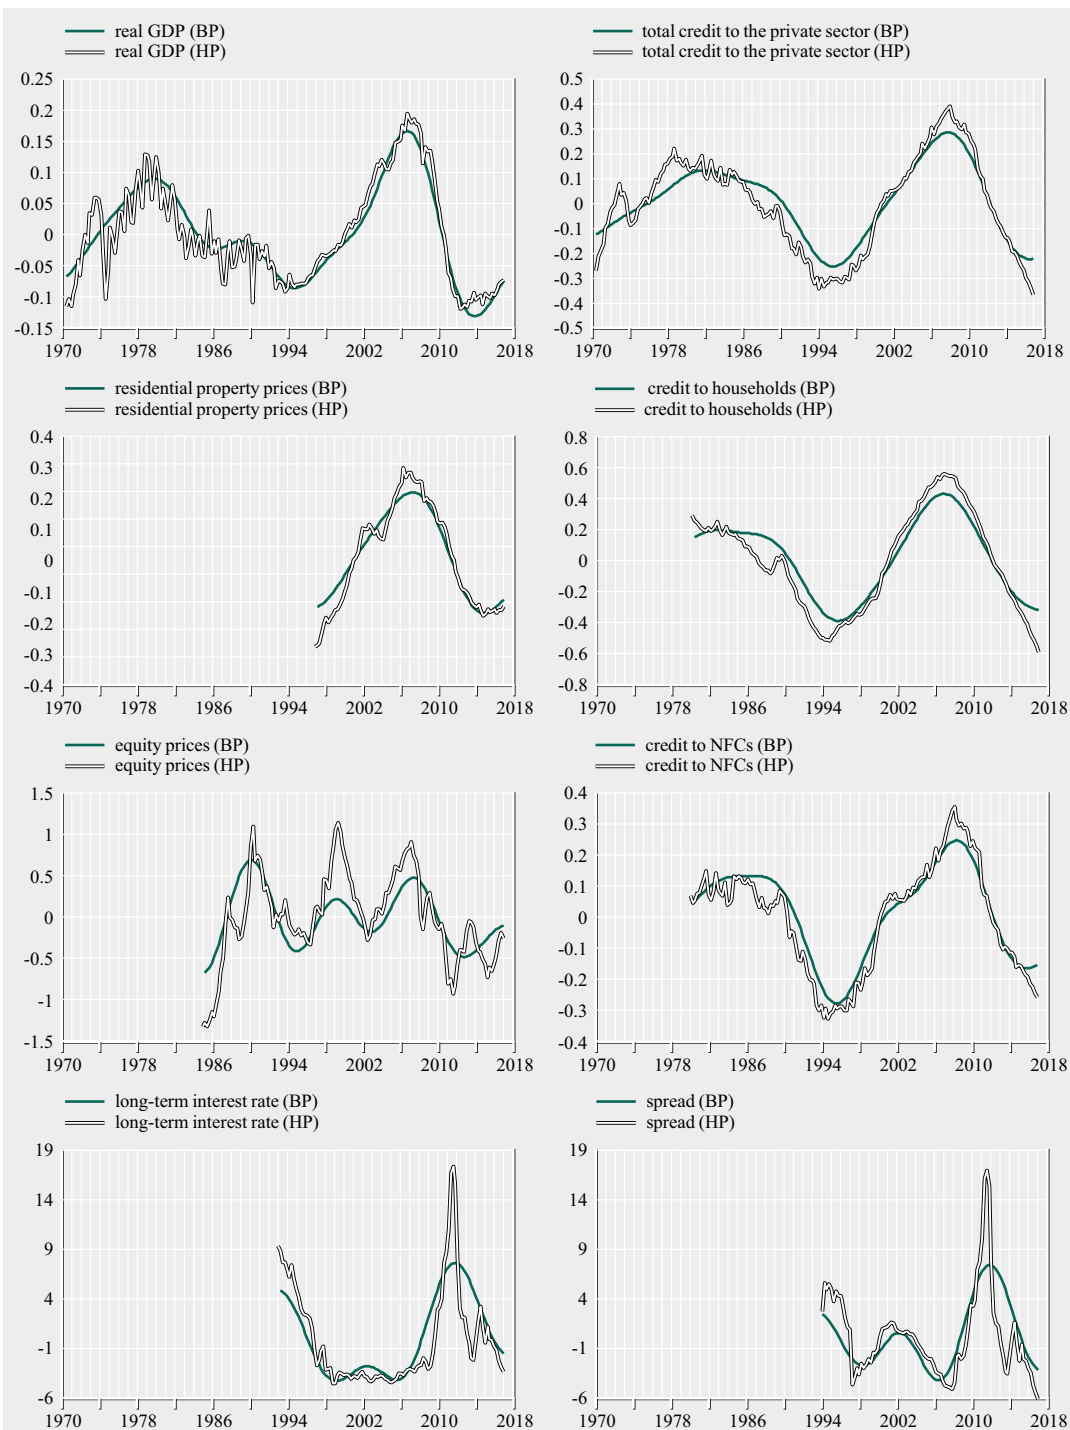 real GDP (BP)
real GDP (HP)
0.25
0.2
0.15
0.1
0.05
0
-0.05
-0.1
-0.15
1970 1978 1986 1994 2002 2010 2018
total credit to the private sector (BP)
total credit to the private sector (HP)
0.5
0.4
0.3
0.2
0.1
0
-0.1
-0.2
-0.3
-0.4
-0.5
1970 1978 1986 1994 2002 2010 2018
residential property prices (BP)
residential property prices (HP)
0.4
0.3
0.2
0.1
0
-0.1
-0.2
-0.3
-0.4
1970 1978 1986 1994 2002 2010 2018
credit to households (BP)
credit to households (HP)
0.8
0.6
0.4
0.2
0
-0.2
-0.4
-0.6
-0.8
1970 1978 1986 1994 2002 2010 2018
equity prices (BP)
equity prices (HP)
1.5
1
0.5
0
-0.5
-1
-1.5
1970 1978 1986 1994 2002 2010 2018
credit to NFCs (BP)
credit to NFCs (HP)
0.4
0.3
0.2
0.1
0
-0.1
-0.2
-0.3
-0.4
1970 1978 1986 1994 2002 2010 2018
long-term interest rate (BP)
long-term interest rate (HP)
19
14
9
4
-1
-6
1970 1978 1986 1994 2002 2010 2018
spread (BP)
spread (HP)
19
14
9
4
-1
-6
1970 1978 1986 1994 2002 2010 2018